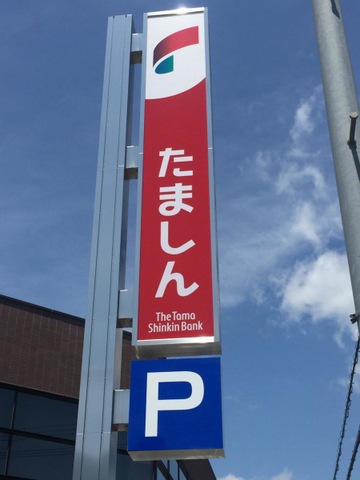 たましん
The Tama
Shinkin Bank
P